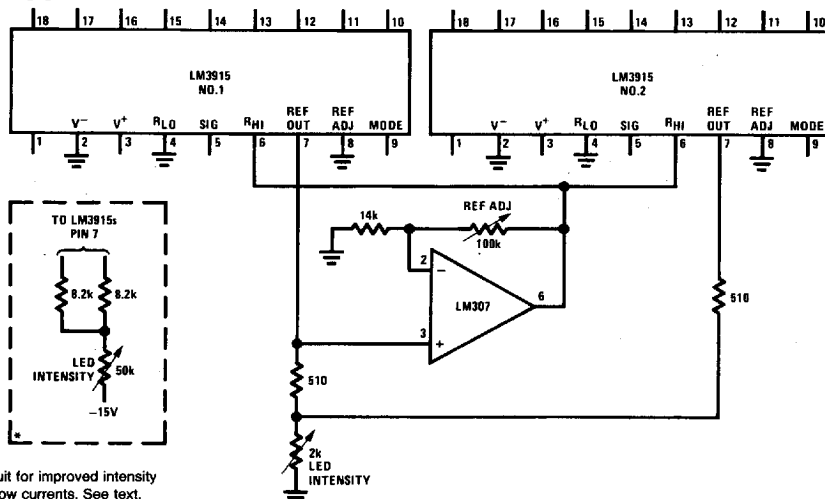 18 17 16 15 14 13 12 11 10
18 17 16 15 14 13 12 11 10
LM3915
NO.1
LM3915
NO.2
V− V+ RLO SIG RHI REF OUT REF ADJ MODE
V− V+ RLO SIG RHI REF OUT REF ADJ MODE
1 2 3 4 5 6 7 8 9
1 2 3 4 5 6 7 8 9
TO LM3915s
PIN 7
8.2k 8.2k
LED
INTENSITY
50k
−15V
*
14k
REF ADJ
100k
2
−
LM307
6
3
+
510
510
2k
LED
INTENSITY
uit for improved intensity
ow currents. See text.